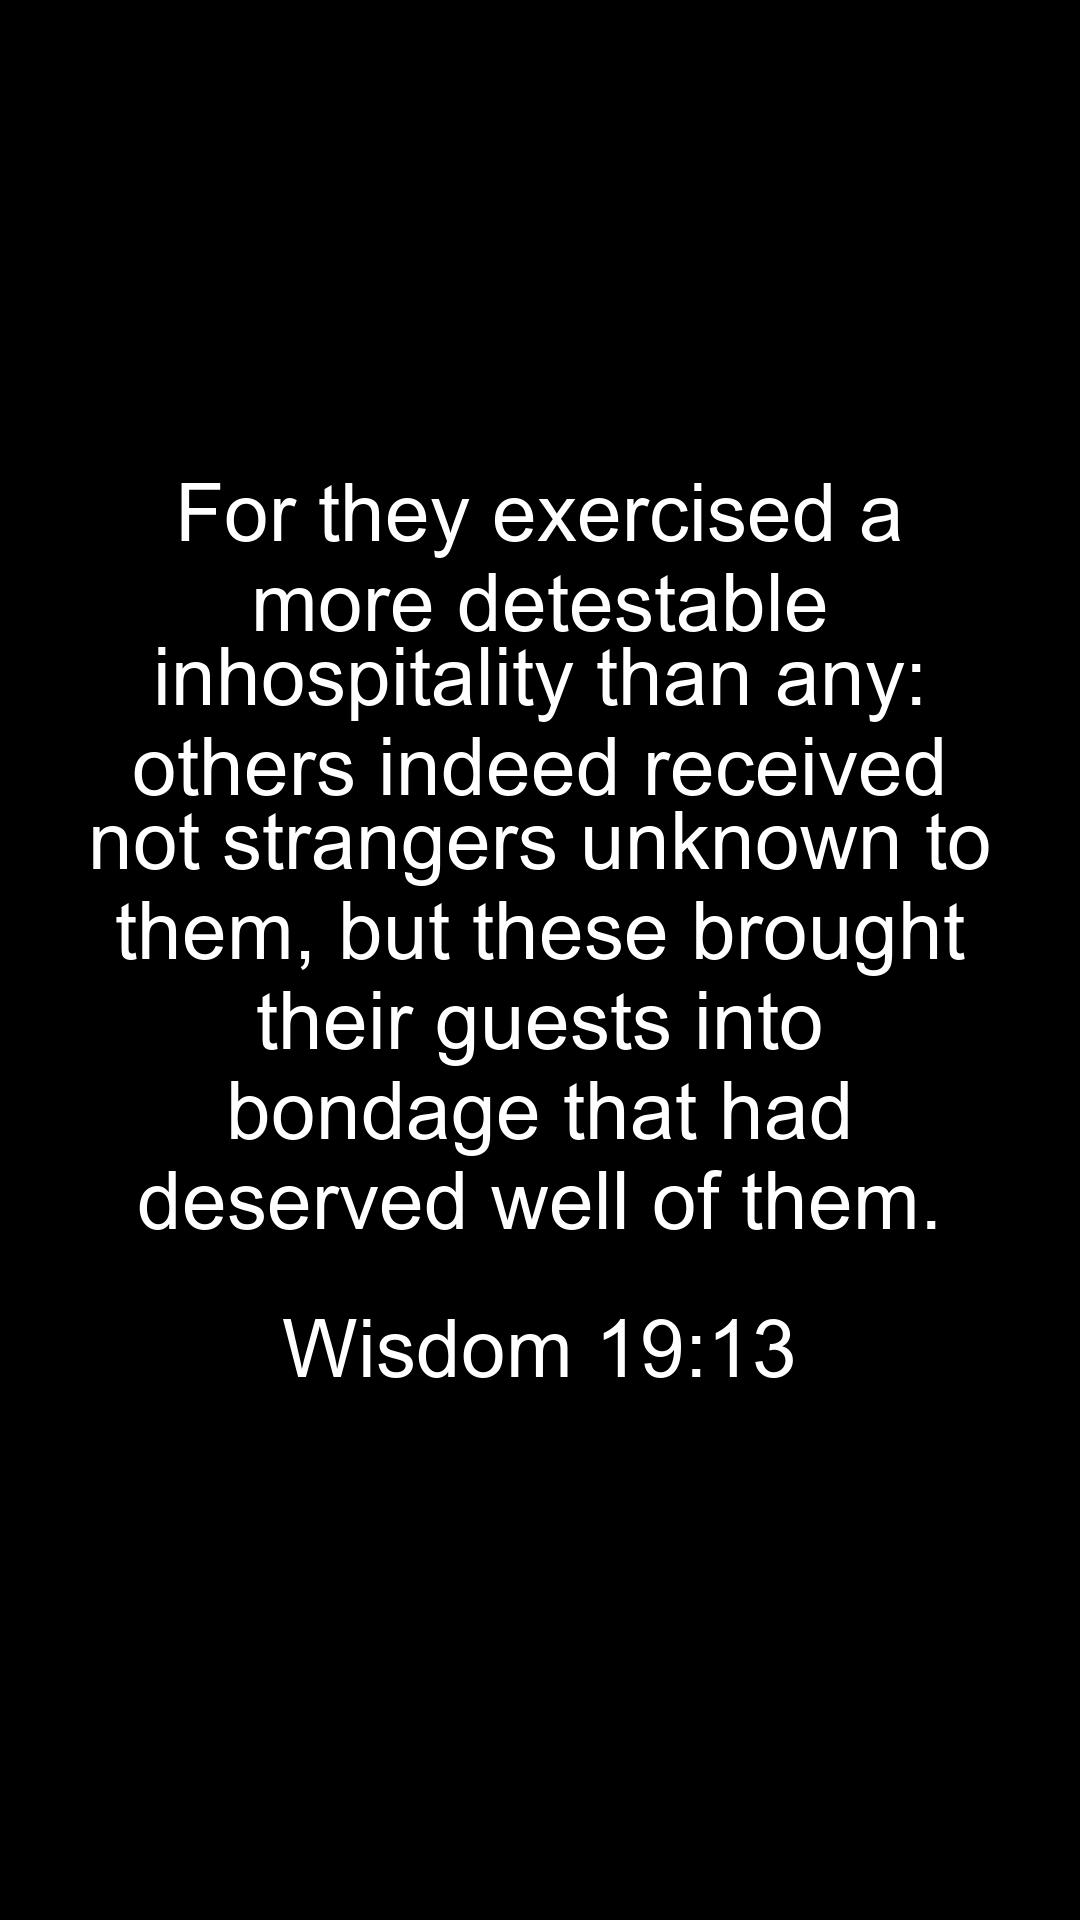 For they exercised a
more detestable
inhospitality than any:
others indeed received
not strangers unknown to
them, but these brought
their guests into
bondage that had
deserved well of them.
Wisdom 19:13